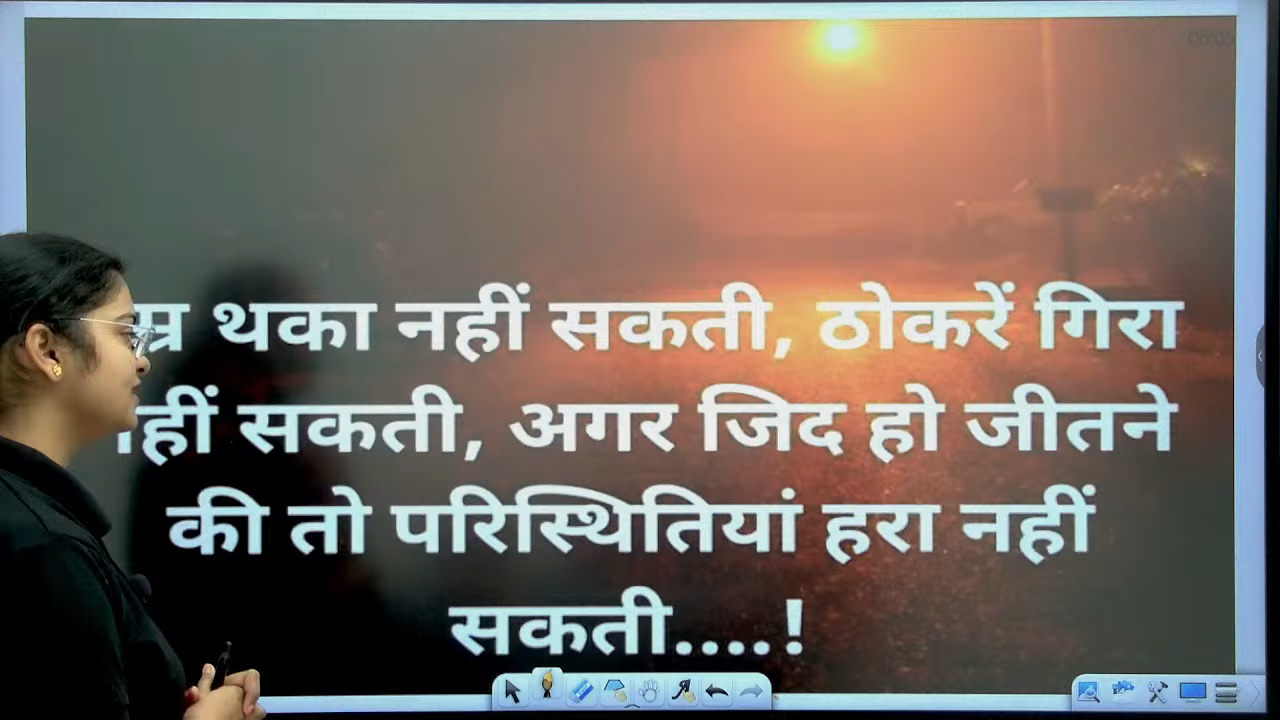 थका नहीं सकती, ठोकरें गिरा
सकती, अगर जिद हो जीतने
की तो परिस्थितियां हरा नहीं
सकती....!